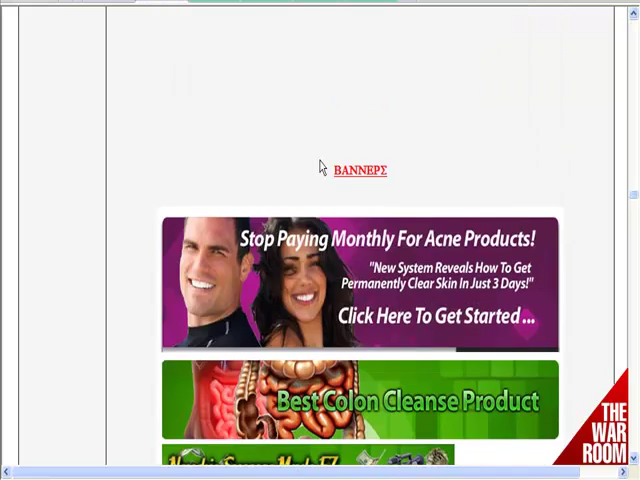 ΒΑΝΝΕΡΣ
Stop Paying Monthly For Acne Products!
"New System Reveals How To Get
Permanently Clear Skin In Just 3 Days!"
Click Here To Get Started ...
Best Colon Cleanse Product
THE
WAR
ROOM